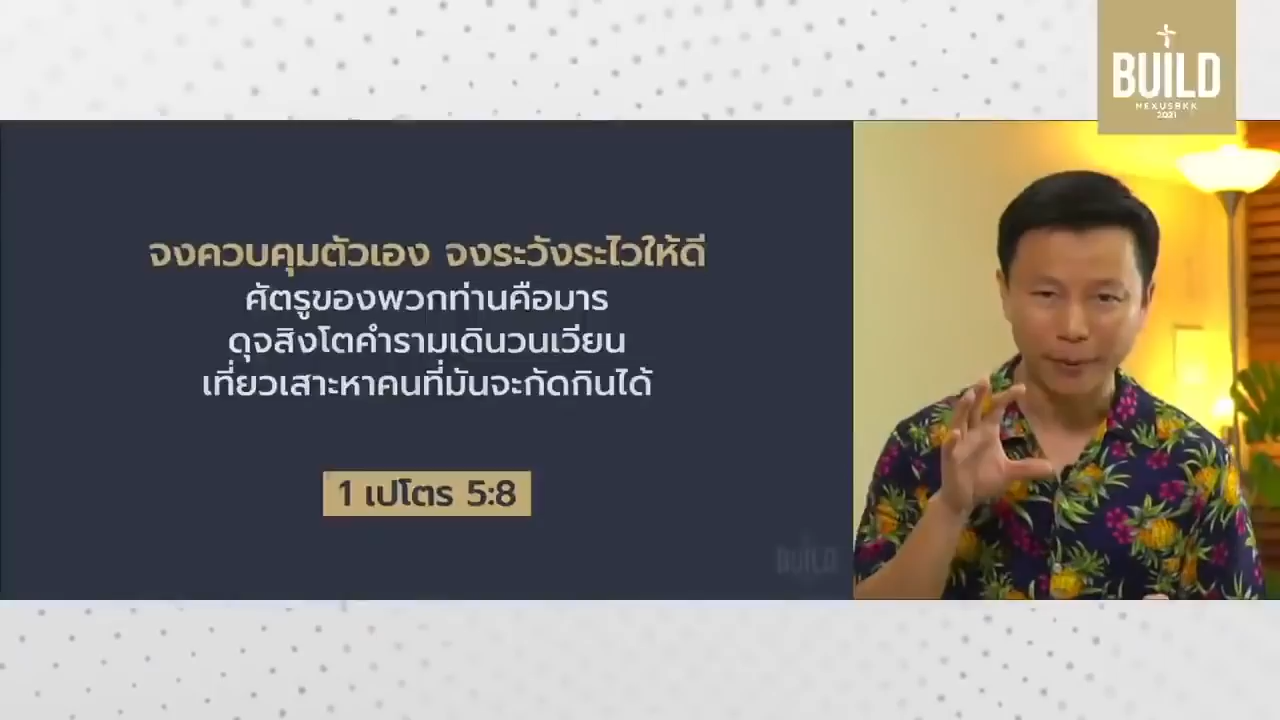 BUILD
NEXUSBKK
2021
จงควบคุมตัวเอง จงระวังระไวให้ดี
ศัตรูของพวกท่านคือมาร
ดุจสิงโตคำรามเดินวนเวียน
เที่ยวเสาะหาคนที่มันจะกัดกินได้
1 เปโตร 5:8
BUILD